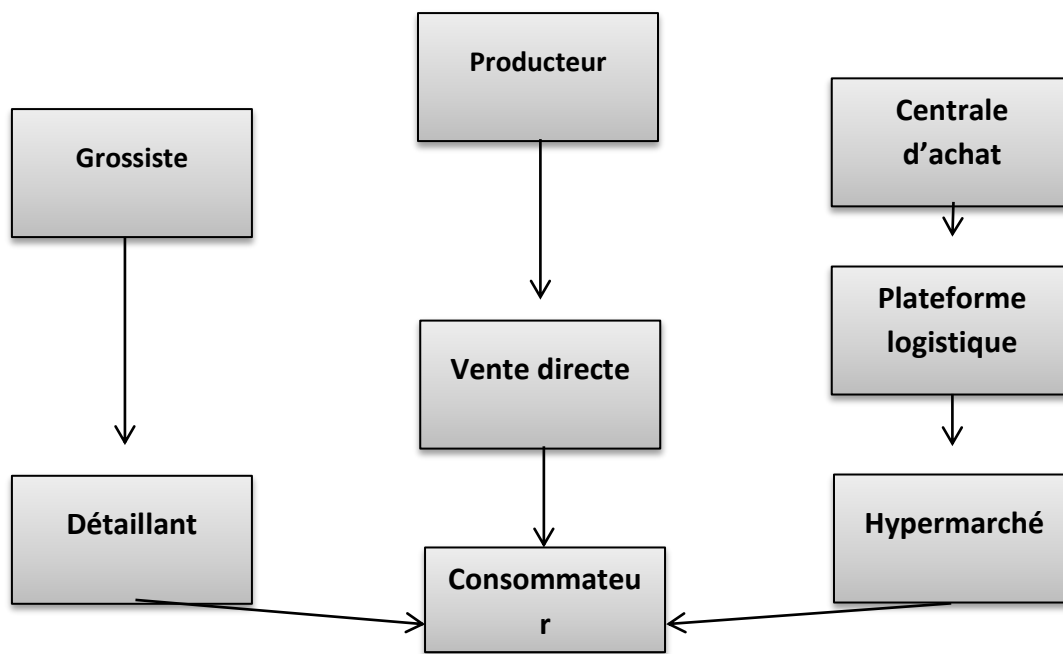 Producteur
Grossiste
Centrale
d’achat
Plateforme
logistique
Vente directe
Détaillant
Hypermarché
Consommateu
r